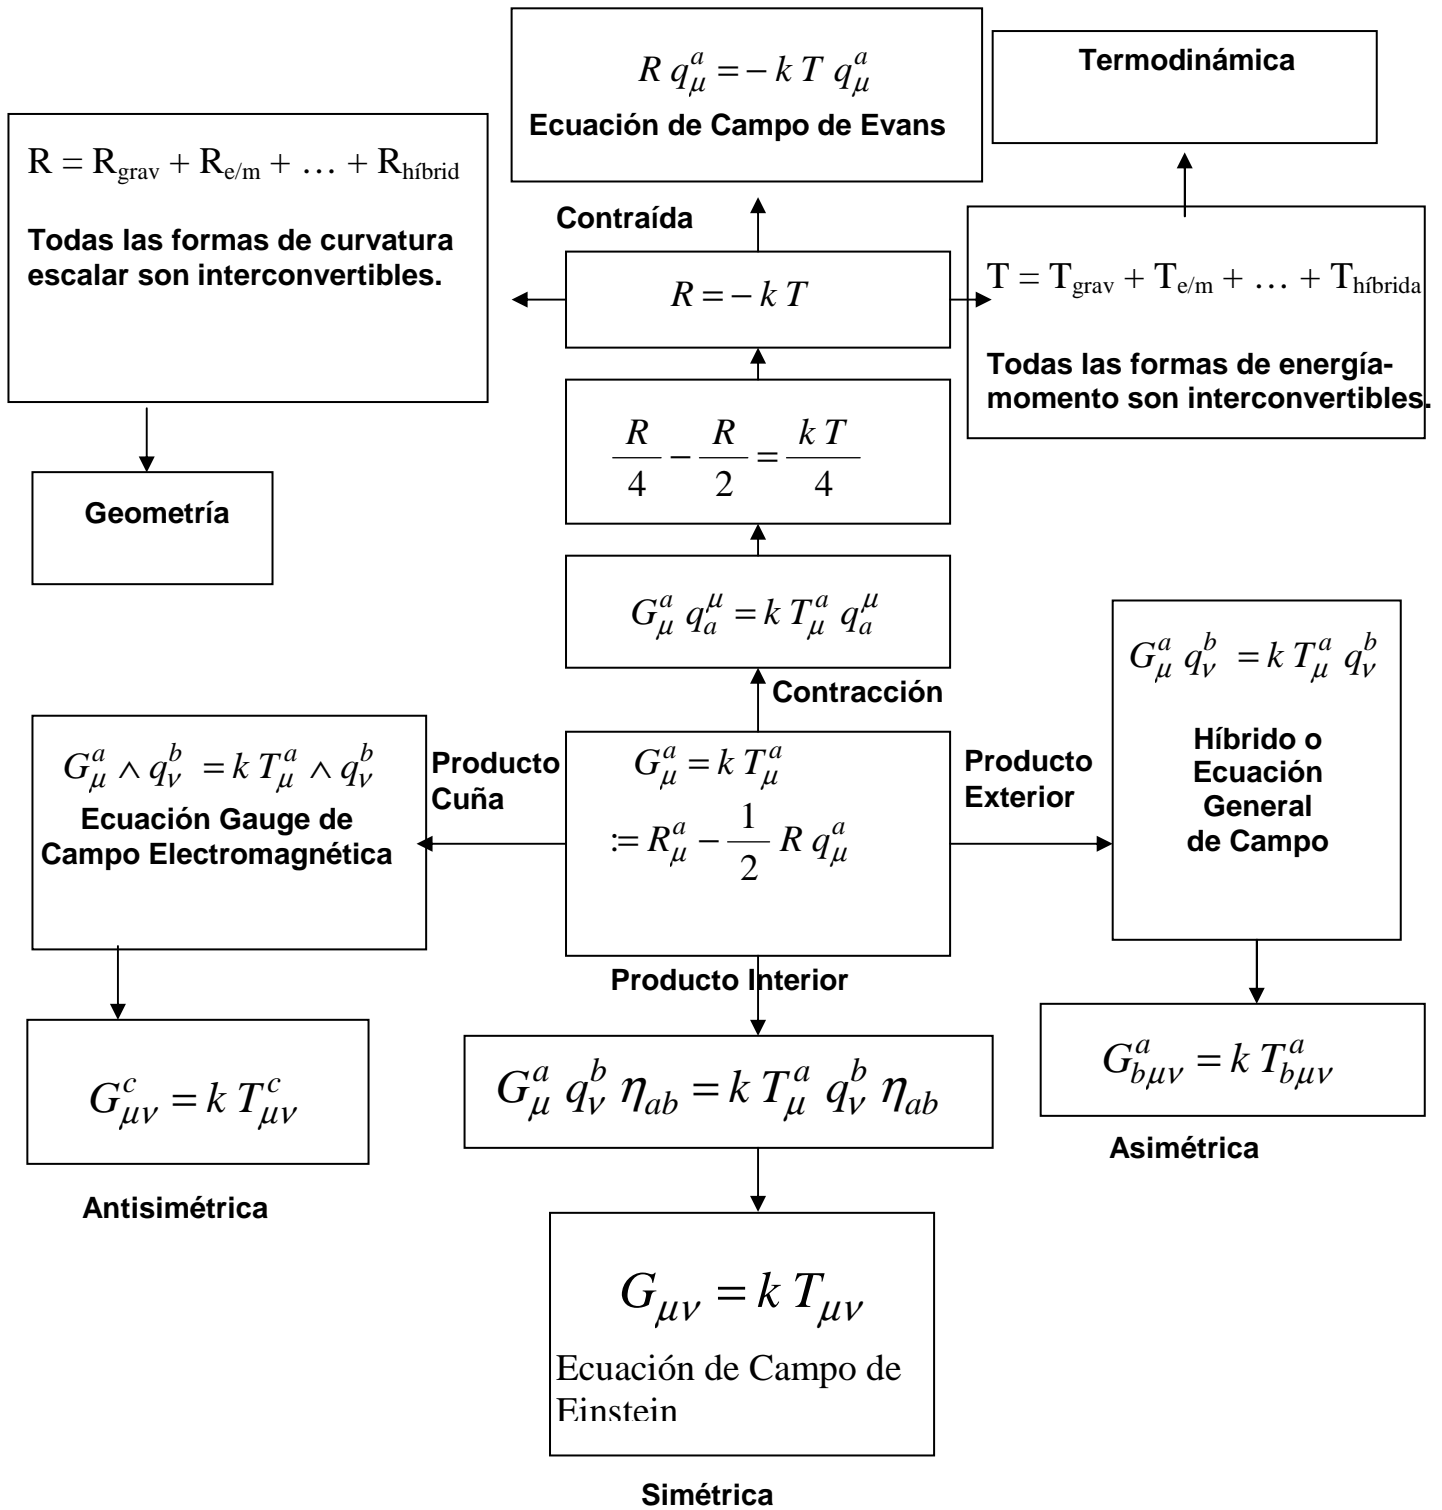 R q^a_μ = − k T q^a_μ
Ecuación de Campo de Evans
Termodinámica
R = R_grav + R_e/m + … + R_híbrid
Todas las formas de curvatura
escalar son interconvertibles.
Contraída
R = − k T
T = T_grav + T_e/m + … + T_híbrida
Todas las formas de energía-
momento son interconvertibles.
R/4 − R/2 = k T/4
Geometría
G^a_μ q^μ_a = k T^a_μ q^μ_a
Contracción
G^a_μ q^b_ν = k T^a_μ q^b_ν
Híbrido o
Ecuación
General
de Campo
G^a_μ ∧ q^b_ν = k T^a_μ ∧ q^b_ν
Ecuación Gauge de
Campo Electromagnética
Producto
Cuña
G^a_μ = k T^a_μ
:= R^a_μ − 1/2 R q^a_μ
Producto
Exterior
Producto Interior
G^c_μν = k T^c_μν
Antisimétrica
G^a_μ q^b_ν η_ab = k T^a_μ q^b_ν η_ab
G^a_bμν = k T^a_bμν
Asimétrica
G_μν = k T_μν
Ecuación de Campo de
Einstein
Simétrica